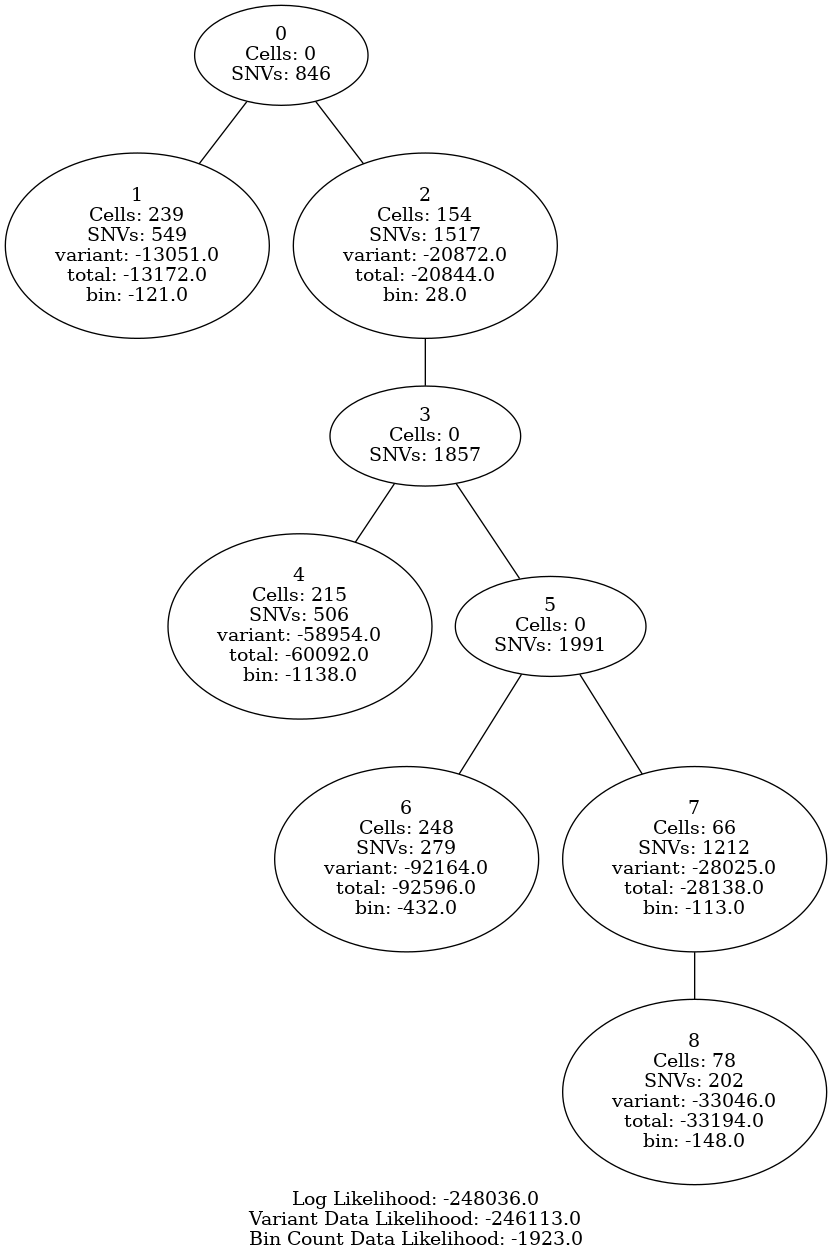 0
Cells: 0
SNVs: 846
1
Cells: 239
SNVs: 549
variant: -13051.0
total: -13172.0
bin: -121.0
2
Cells: 154
SNVs: 1517
variant: -20872.0
total: -20844.0
bin: 28.0
3
Cells: 0
SNVs: 1857
4
Cells: 215
SNVs: 506
variant: -58954.0
total: -60092.0
bin: -1138.0
5
Cells: 0
SNVs: 1991
6
Cells: 248
SNVs: 279
variant: -92164.0
total: -92596.0
bin: -432.0
7
Cells: 66
SNVs: 1212
variant: -28025.0
total: -28138.0
bin: -113.0
8
Cells: 78
SNVs: 202
variant: -33046.0
total: -33194.0
bin: -148.0
Log Likelihood: -248036.0
Variant Data Likelihood: -246113.0
Bin Count Data Likelihood: -1923.0